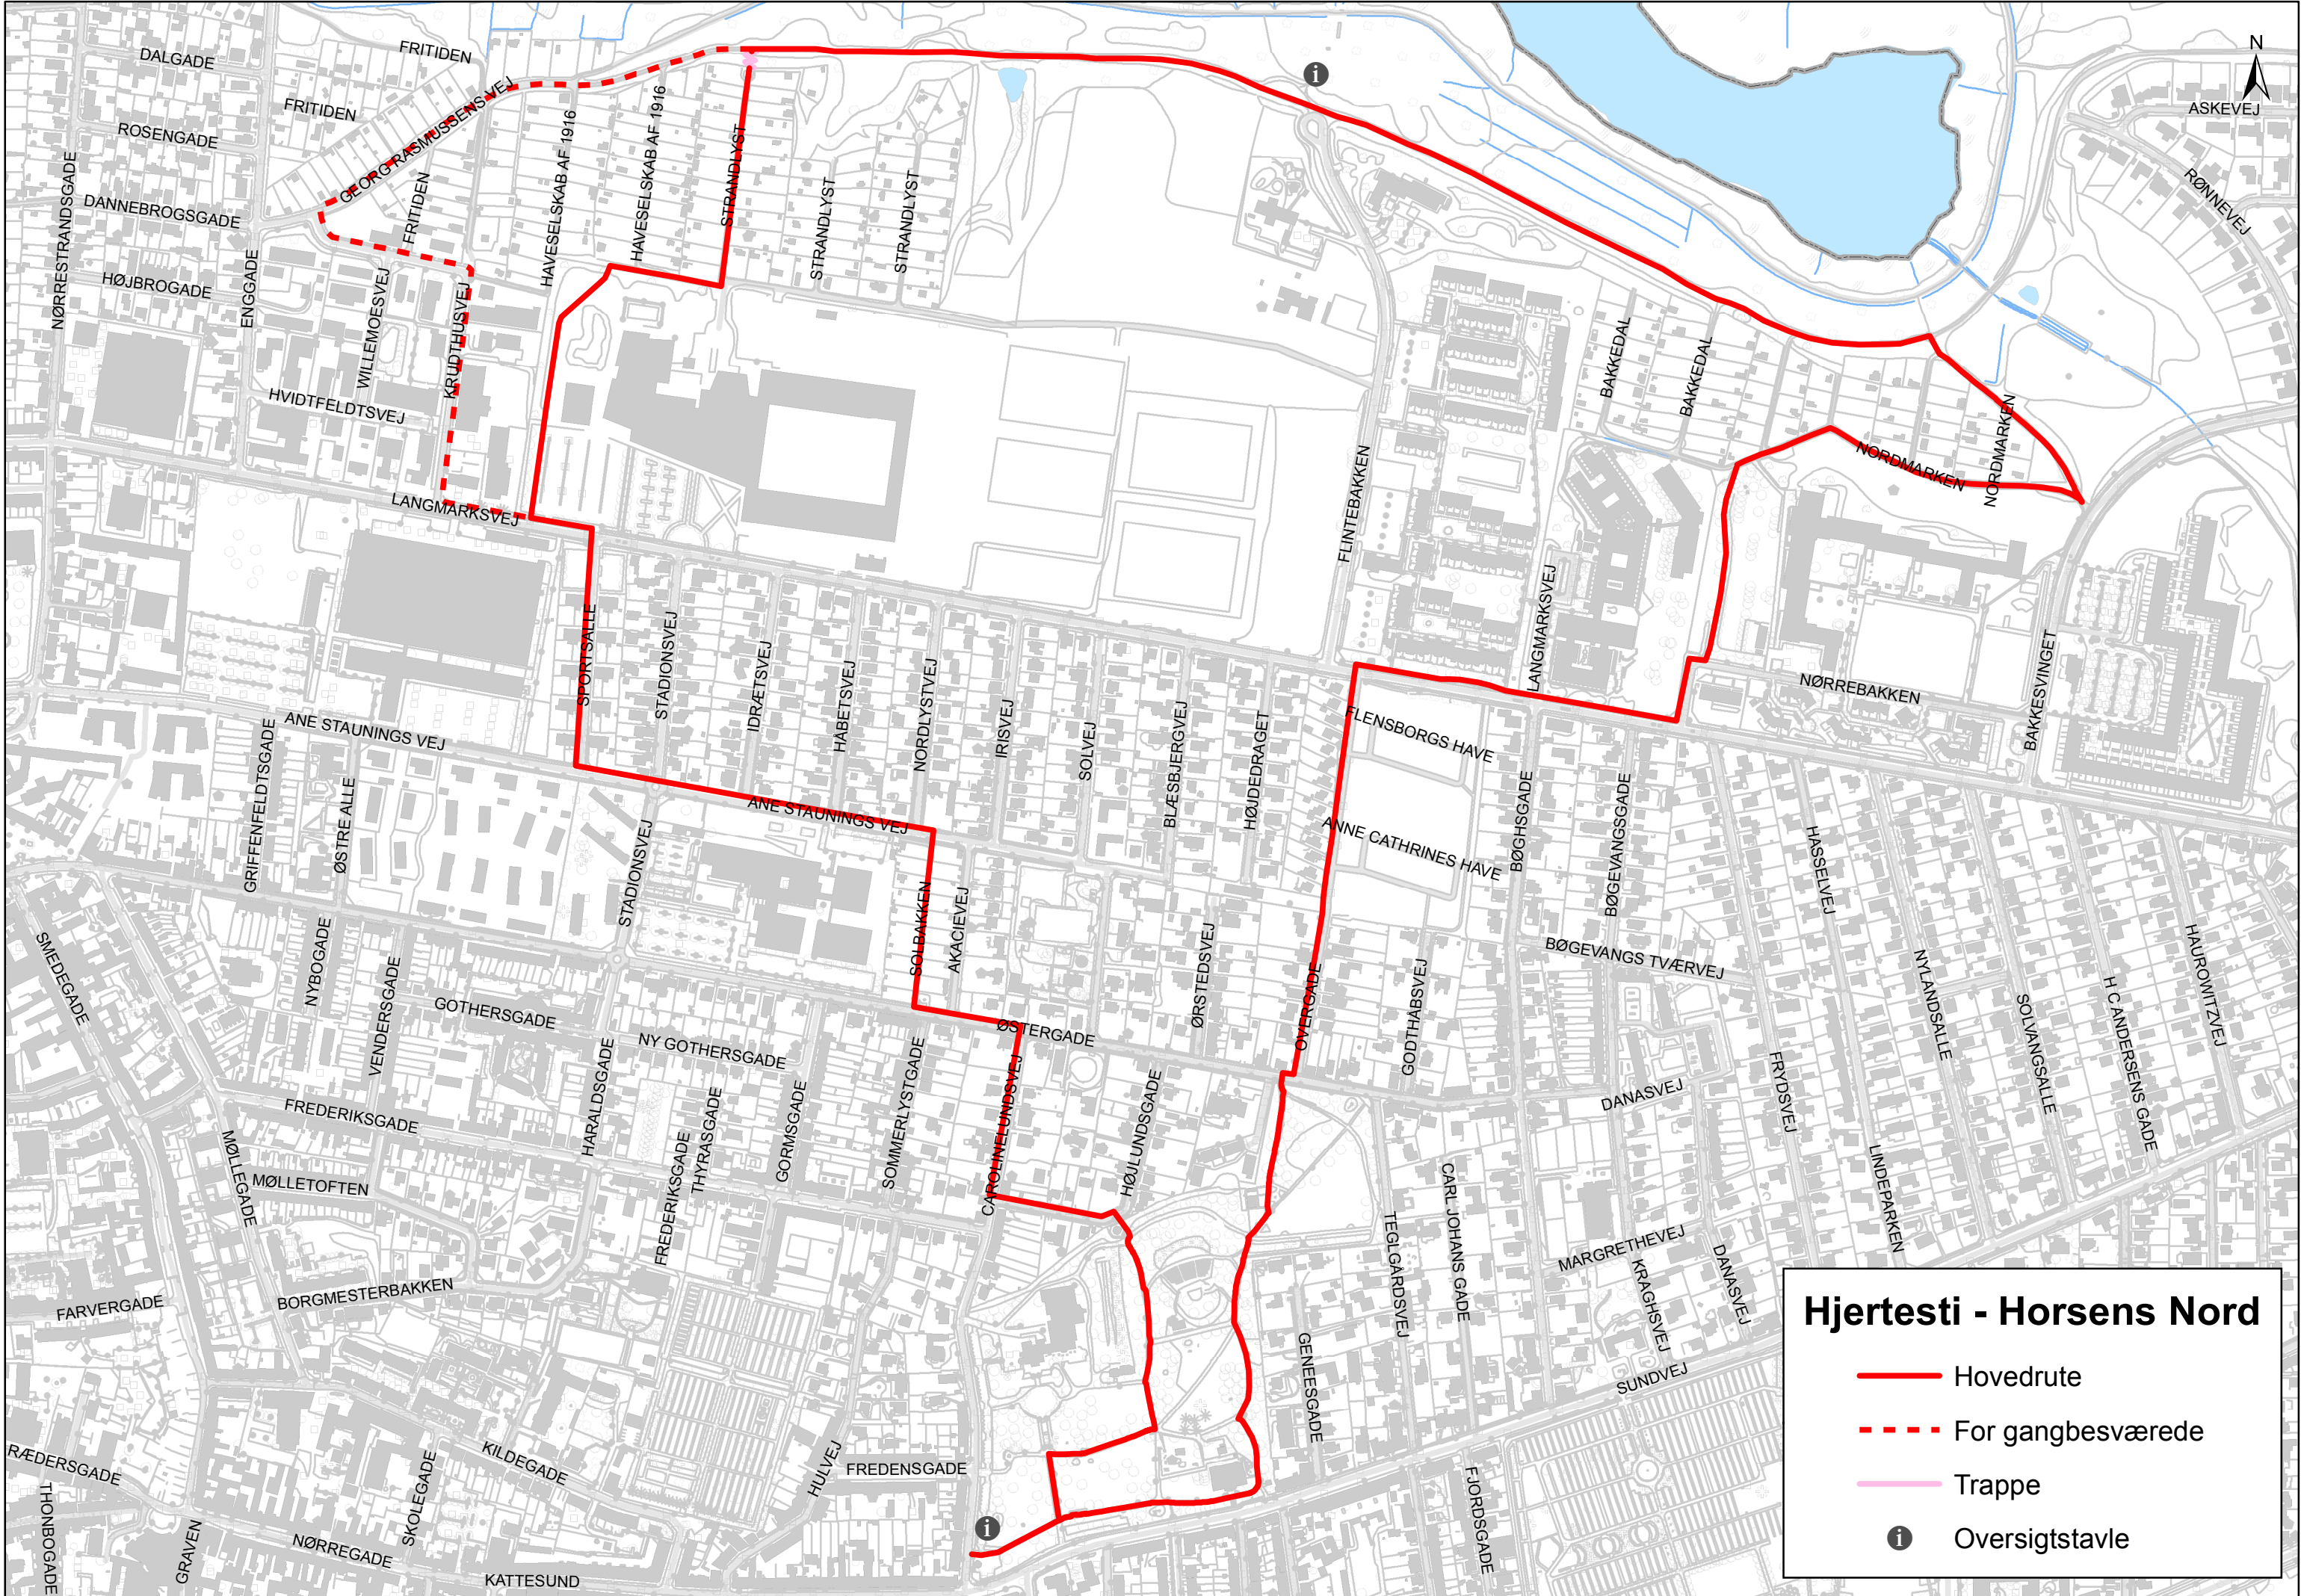 N
DALGADE
FRITIDEN
ASKEVEJ
FRITIDEN
GEORG RASMUSSENS VEJ
ROSENGADE
HAVESELSKAB AF 1916
HAVESELSKAB AF 1916
STRANDLYST
STRANDLYST
STRANDLYST
RØNNEVEJ
NØRRESTRANDSGADE
DANNEBROGSGADE
FRITIDEN
HØJBROGADE
ENGGADE
WILLEMOESVEJ
KRUDTHUSVEJ
HVIDTFELDTSVEJ
BAKKEDAL
BAKKEDAL
NORDMARKEN
NORDMARKEN
LANGMARKSVEJ
FLINTEBAKKEN
LANGMARKSVEJ
SPORTSALLE
STADIONSVEJ
IDRÆTSVEJ
HÅBETSVEJ
NORDLYSTVEJ
IRISVEJ
SOLVEJ
BLÆSBJERGVEJ
HØJDEDRAGET
FLENSBORGS HAVE
NØRREBAKKEN
BAKKESVINGET
ANE STAUNINGS VEJ
GRIFFENFELDTSGADE
ØSTRE ALLE
ANE STAUNINGS VEJ
ANNE CATHRINES HAVE
BØGHSGADE
BØGEVANGSGADE
HASSELVEJ
STADIONSVEJ
SOLBAKKEN
AKACIEVEJ
ØRSTEDSVEJ
OVERGADE
GODTHÅBSVEJ
BØGEVANGS TVÆRVEJ
NYLANDSALLE
SOLVANGSALLE
H C ANDERSENS GADE
HAUROWITZVEJ
SMEDEGADE
NYBOGADE
VENDERSGADE
GOTHERSGADE
NY GOTHERSGADE
ØSTERGADE
HARALDSGADE
FREDERIKSGADE
FREDERIKSGADE
THYRASGADE
GORMSGADE
SOMMERLYSTGADE
CAROLINELUNDSVEJ
HØJLUNDSGADE
DANASVEJ
FRYDSVEJ
LINDEPARKEN
MØLLEGADE
MØLLETOFTEN
TEGLGÅRDSVEJ
CARL JOHANS GADE
MARGRETHEVEJ
KRAGHSVEJ
DANASVEJ
FARVERGADE
BORGMESTERBAKKEN
GENEESGADE
SUNDVEJ
RÆDERSGADE
THONBOGADE
GRAVEN
SKOLEGADE
KILDEGADE
HULVEJ
FREDENSGADE
FJORDSGADE
NØRREGADE
KATTESUND
i
i
Hjertesti - Horsens Nord
Hovedrute
For gangbesværede
Trappe
i Oversigtstavle